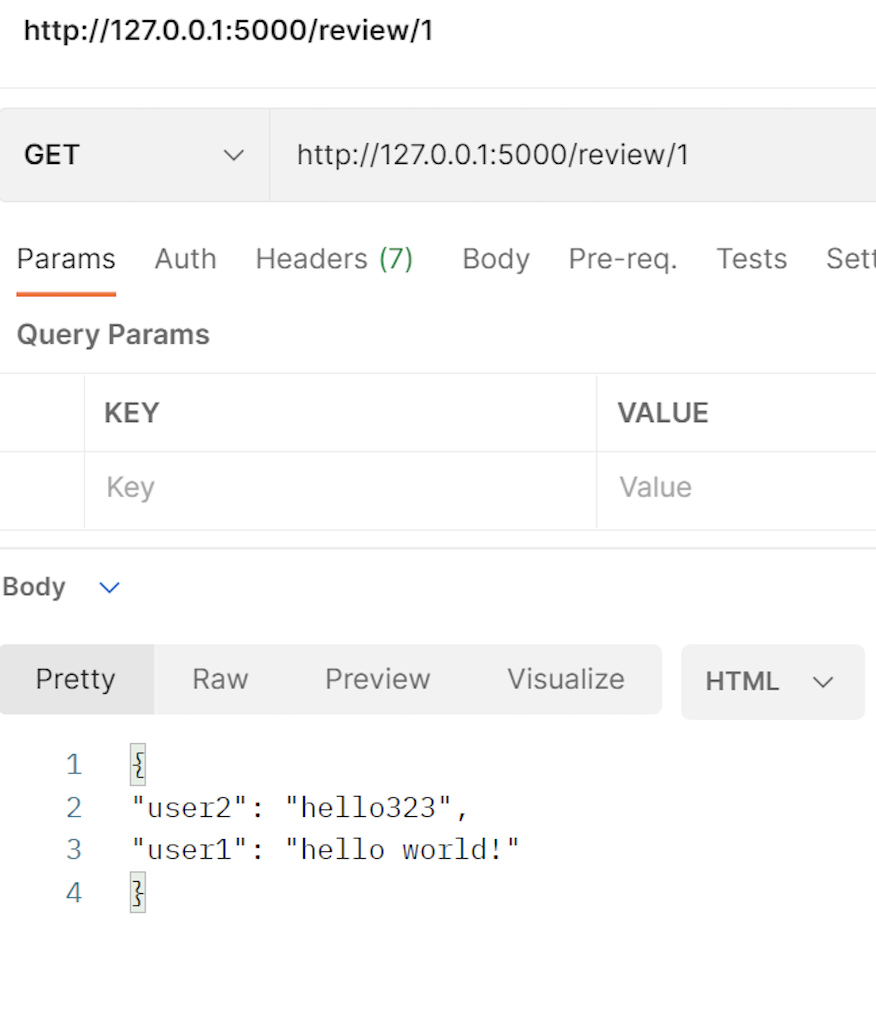 http://127.0.0.1:5000/review/1
GET http://127.0.0.1:5000/review/1
Params Auth Headers (7) Body Pre-req. Tests Sett
Query Params
KEY VALUE
Key Value
Body
Pretty Raw Preview Visualize HTML
1 {
2 "user2": "hello323",
3 "user1": "hello world!"
4 }